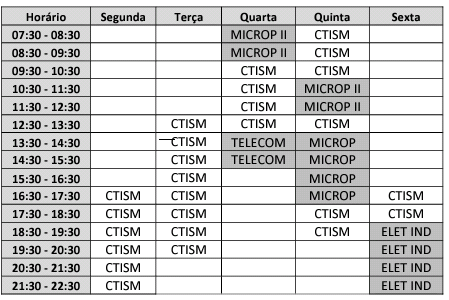 Horário Segunda Terça Quarta Quinta Sexta
07:30 - 08:30 MICROP II CTISM
08:30 - 09:30 MICROP II CTISM
09:30 - 10:30 CTISM CTISM
10:30 - 11:30 CTISM MICROP II
11:30 - 12:30 CTISM MICROP II
12:30 - 13:30 CTISM CTISM CTISM
13:30 - 14:30 CTISM TELECOM MICROP
14:30 - 15:30 CTISM TELECOM MICROP
15:30 - 16:30 CTISM MICROP
16:30 - 17:30 CTISM CTISM MICROP CTISM
17:30 - 18:30 CTISM CTISM CTISM CTISM
18:30 - 19:30 CTISM CTISM CTISM ELET IND
19:30 - 20:30 CTISM CTISM ELET IND
20:30 - 21:30 CTISM ELET IND
21:30 - 22:30 CTISM ELET IND